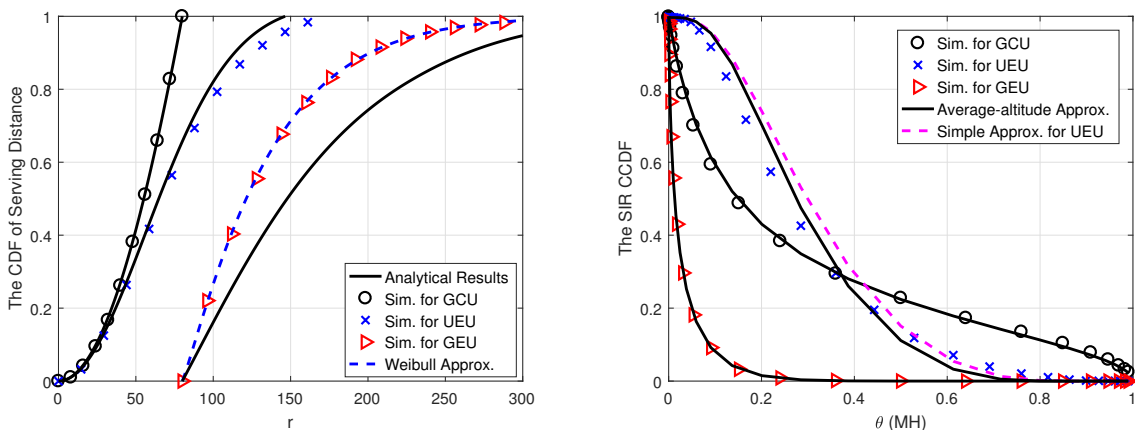 The CDF of Serving Distance
1
0.8
0.6
0.4
0.2
0
0
50
100
150
200
250
300
r
Analytical Results
Sim. for GCU
Sim. for UEU
Sim. for GEU
Weibull Approx.
The SIR CCDF
1
0.8
0.6
0.4
0.2
0
0
0.2
0.4
0.6
0.8
1
θ (MH)
Sim. for GCU
Sim. for UEU
Sim. for GEU
Average-altitude Approx.
Simple Approx. for UEU